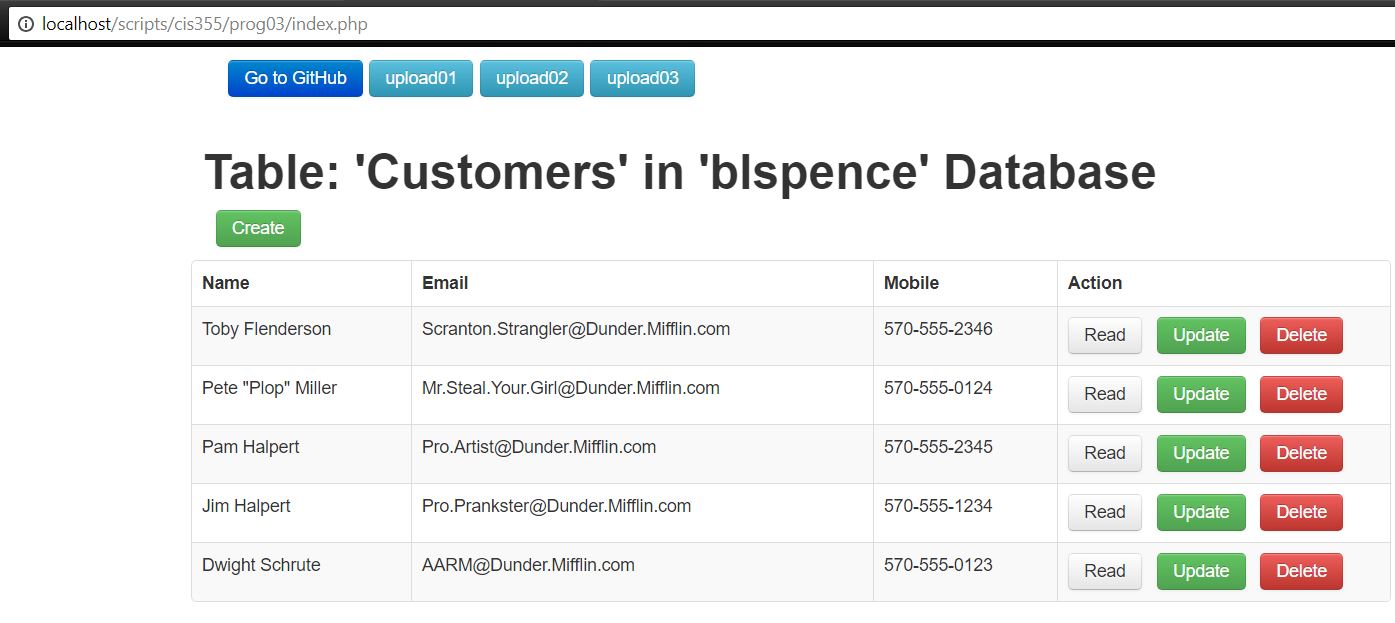 localhost/scripts/cis355/prog03/index.php
Go to GitHub upload01 upload02 upload03
Table: 'Customers' in 'blspence' Database
Create
Name Email Mobile Action
Toby Flenderson Scranton.Strangler@Dunder.Mifflin.com 570-555-2346 Read Update Delete
Pete "Plop" Miller Mr.Steal.Your.Girl@Dunder.Mifflin.com 570-555-0124 Read Update Delete
Pam Halpert Pro.Artist@Dunder.Mifflin.com 570-555-2345 Read Update Delete
Jim Halpert Pro.Prankster@Dunder.Mifflin.com 570-555-1234 Read Update Delete
Dwight Schrute AARM@Dunder.Mifflin.com 570-555-0123 Read Update Delete